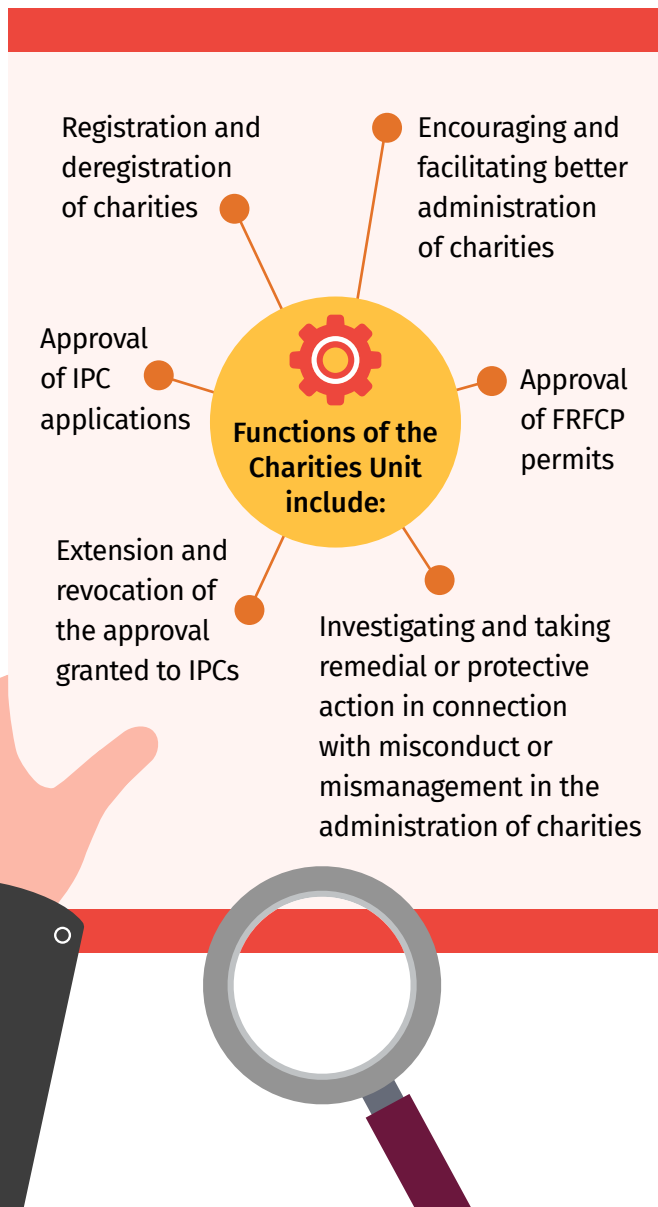 Registration and
deregistration
of charities
Encouraging and
facilitating better
administration
of charities
Approval
of IPC
applications
Functions of the
Charities Unit
include:
Approval
of FRFCP
permits
Extension and
revocation of
the approval
granted to IPCs
Investigating and taking
remedial or protective
action in connection
with misconduct or
mismanagement in the
administration of charities